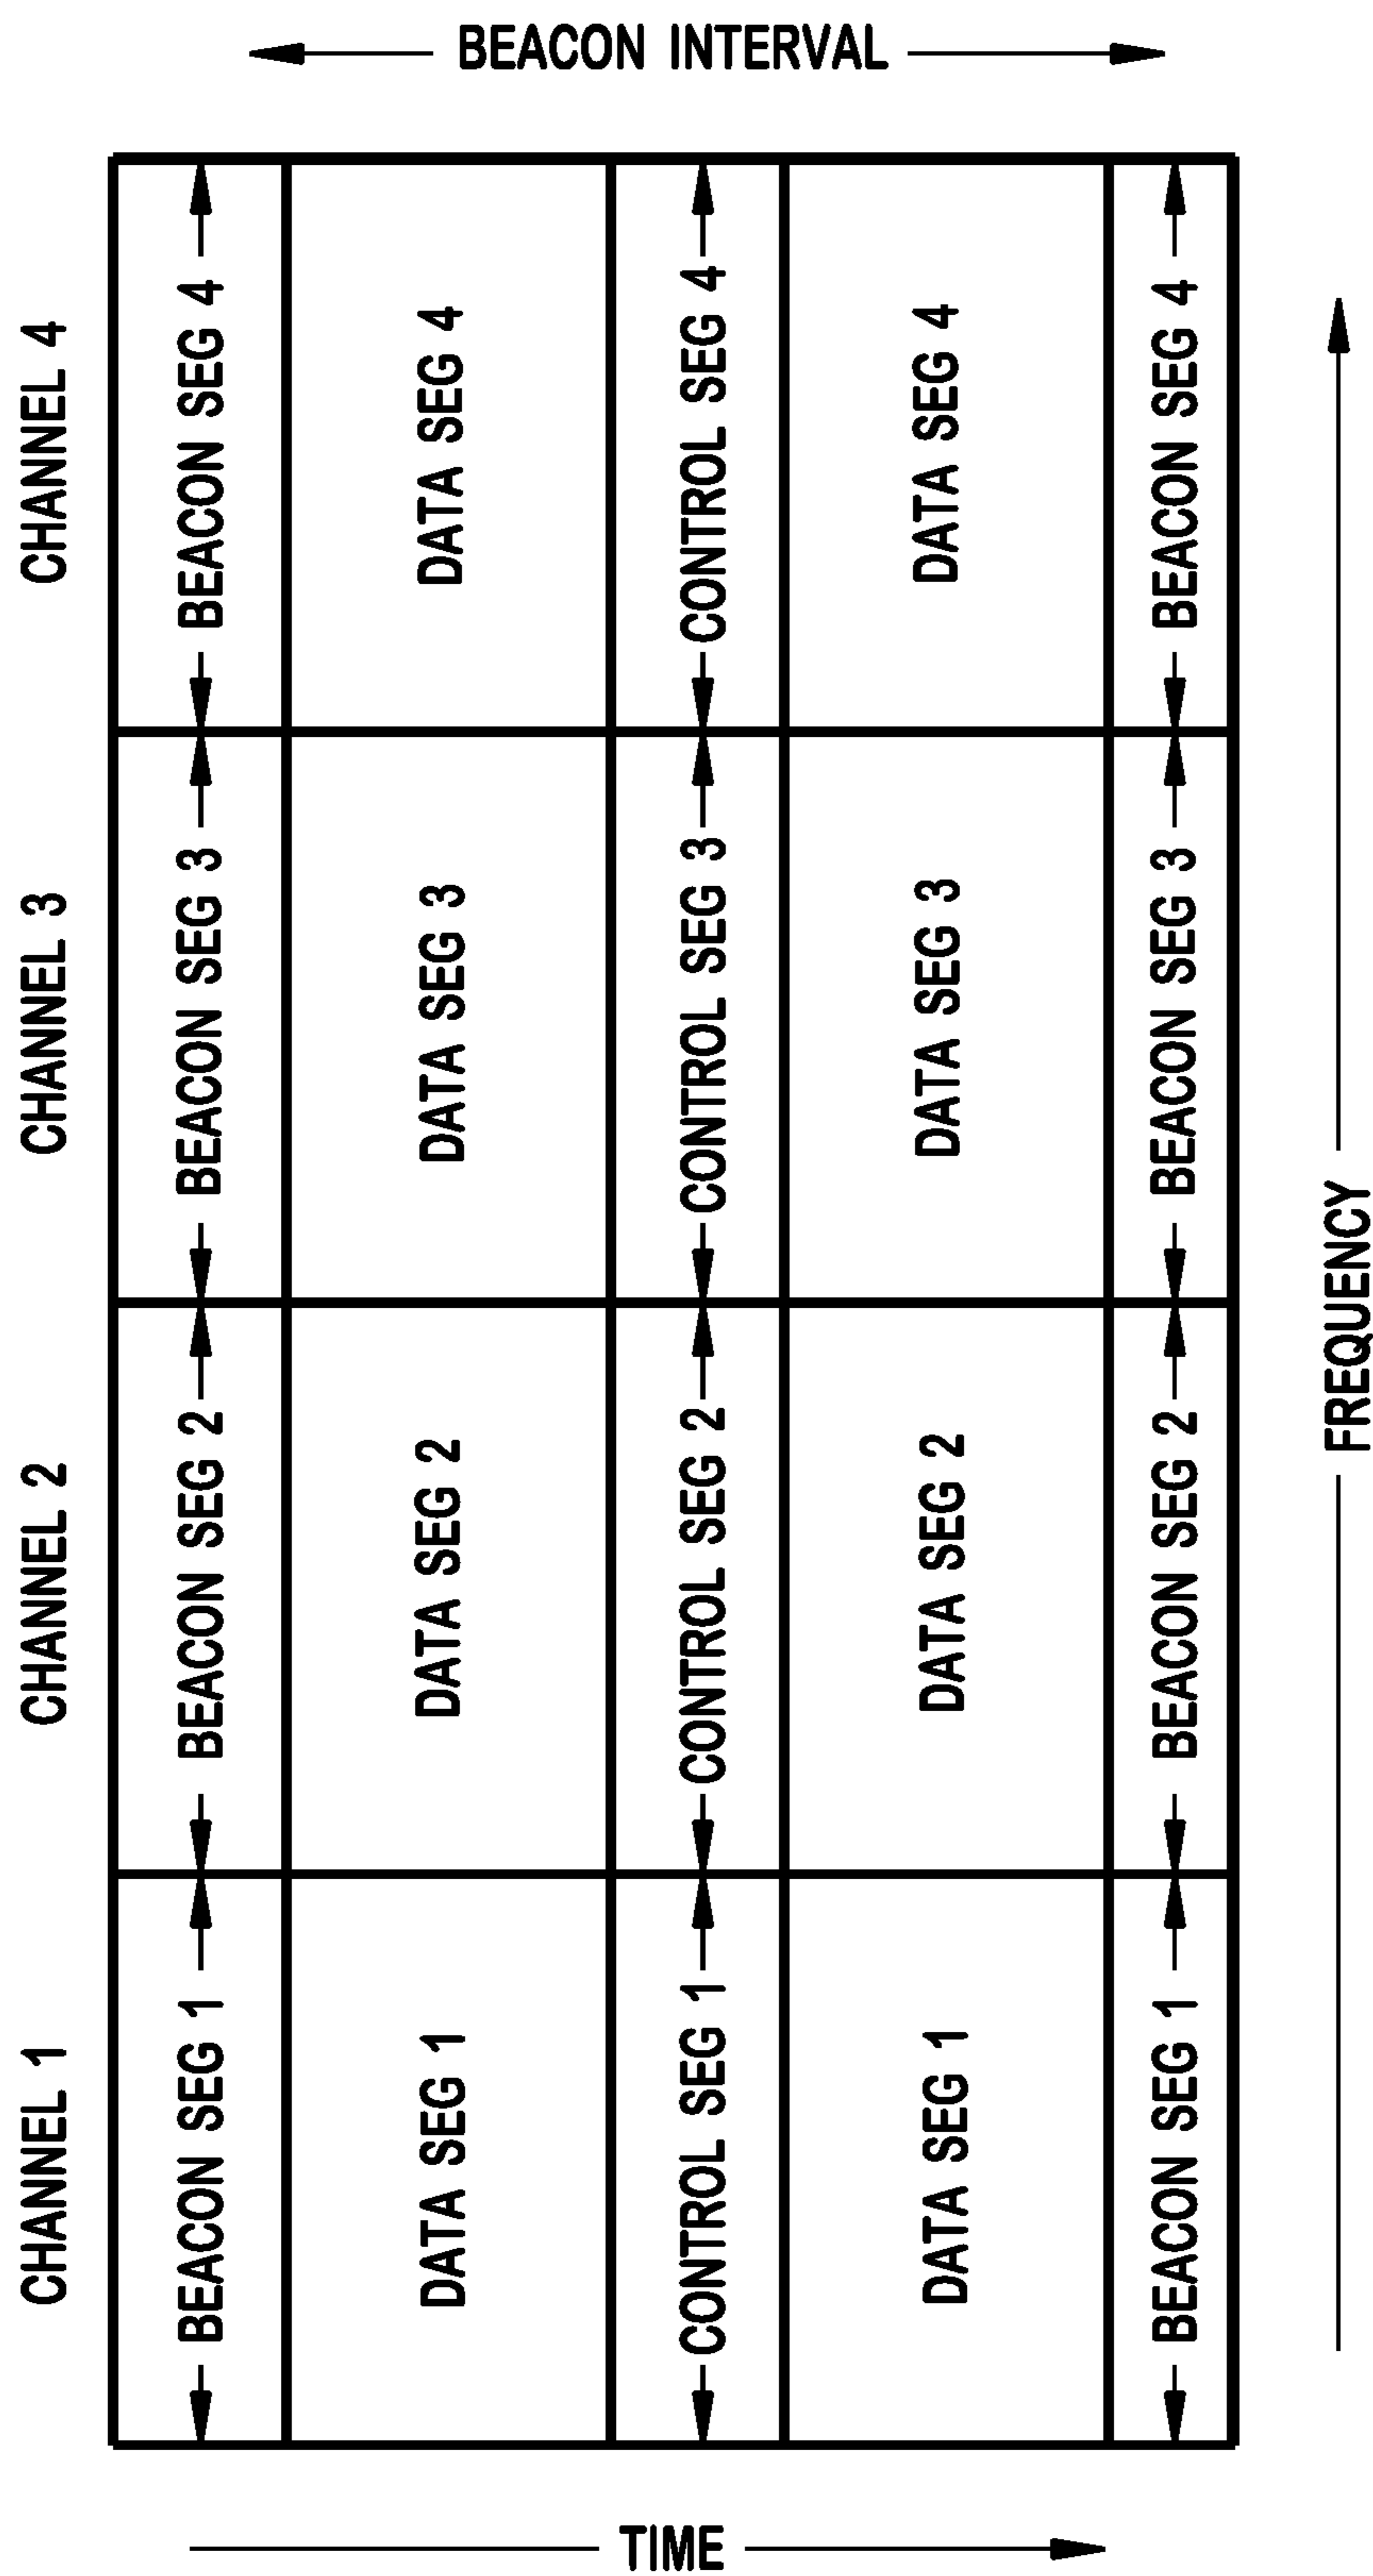 BEACON INTERVAL
CHANNEL 4
BEACON SEG 4
DATA SEG 4
CONTROL SEG 4
DATA SEG 4
BEACON SEG 4
CHANNEL 3
BEACON SEG 3
DATA SEG 3
CONTROL SEG 3
DATA SEG 3
BEACON SEG 3
CHANNEL 2
BEACON SEG 2
DATA SEG 2
CONTROL SEG 2
DATA SEG 2
BEACON SEG 2
CHANNEL 1
BEACON SEG 1
DATA SEG 1
CONTROL SEG 1
DATA SEG 1
BEACON SEG 1
FREQUENCY
TIME